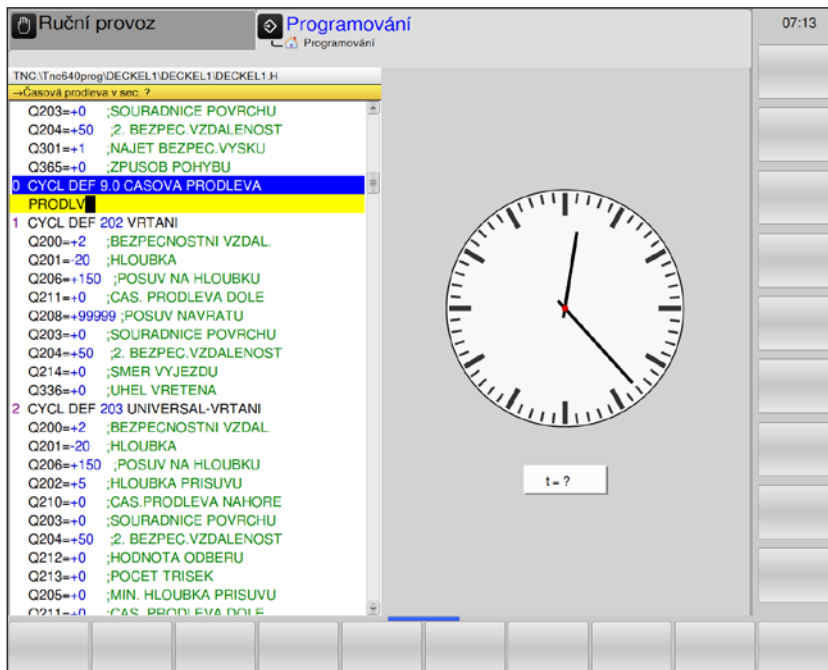 Ruční provoz
Programování
Programování
07:13
TNC:\Tnc640prog\DECKEL1\DECKEL1\DECKEL1.H
→Časová prodleva v sec. ?
Q203=+0 ;SOURADNICE POVRCHU
Q204=+50 ;2. BEZPEC.VZDALENOST
Q301=+1 ;NAJET BEZPEC.VYSKU
Q365=+0 ;ZPUSOB POHYBU
0 CYCL DEF 9.0 CASOVA PRODLEVA
PRODLV
1 CYCL DEF 202 VRTANI
Q200=+2 ;BEZPECNOSTNI VZDAL.
Q201=-20 ;HLOUBKA
Q206=+150 ;POSUV NA HLOUBKU
Q211=+0 ;CAS. PRODLEVA DOLE
Q208=+99999 ;POSUV NAVRATU
Q203=+0 ;SOURADNICE POVRCHU
Q204=+50 ;2. BEZPEC.VZDALENOST
Q214=+0 ;SMER VYJEZDU
Q336=+0 ;UHEL VRETENA
2 CYCL DEF 203 UNIVERSAL-VRTANI
Q200=+2 ;BEZPECNOSTNI VZDAL.
Q201=-20 ;HLOUBKA
Q206=+150 ;POSUV NA HLOUBKU
Q202=+5 ;HLOUBKA PRISUVU
Q210=+0 ;CAS.PRODLEVA NAHORE
Q203=+0 ;SOURADNICE POVRCHU
Q204=+50 ;2. BEZPEC.VZDALENOST
Q212=+0 ;HODNOTA ODBERU
Q213=+0 ;POCET TRISEK
Q205=+0 ;MIN. HLOUBKA PRISUVU
Q211=+0 ;CAS. PRODLEVA DOLE
t = ?